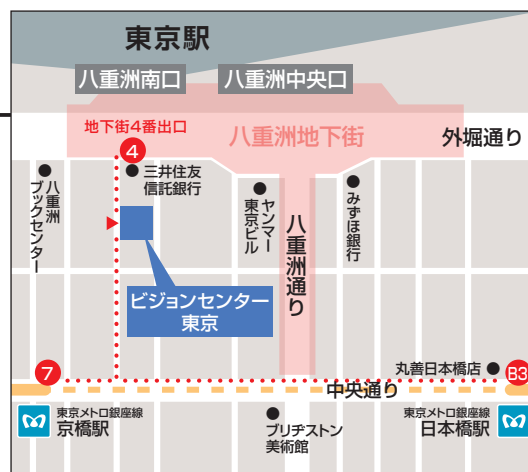 東京駅
八重洲南口
八重洲中央口
地下街4番出口
八重洲地下街
外堀通り
4
三井住友
信託銀行
八重洲
ブックセンター
ヤンマー
東京ビル
八重洲通り
みずほ銀行
ビジョンセンター
東京
7
丸善日本橋店
B3
中央通り
東京メトロ銀座線
京橋駅
ブリヂストン
美術館
東京メトロ銀座線
日本橋駅